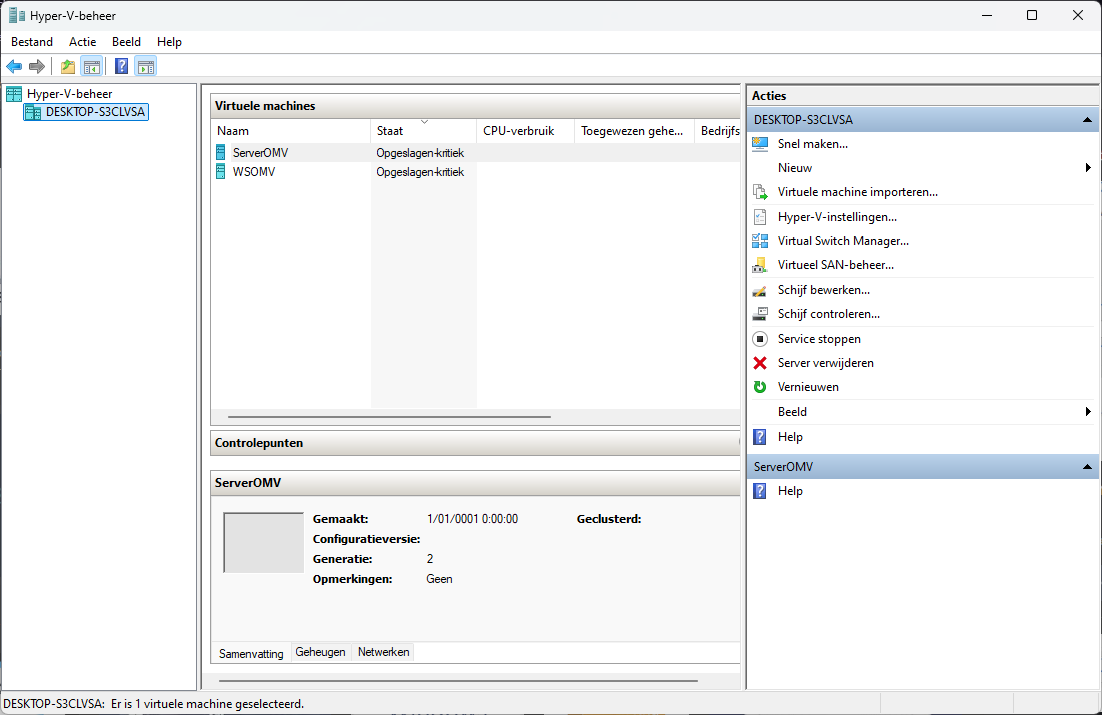 Hyper-V-beheer
Bestand Actie Beeld Help
Hyper-V-beheer
DESKTOP-S3CLVSA
Virtuele machines
Naam Staat CPU-verbruik Toegewezen gehe... Bedrijfs
ServerOMV Opgeslagen-kritiek
WSOMV Opgeslagen-kritiek
Controlepunten
ServerOMV
Gemaakt: 1/01/0001 0:00:00 Geclusterd:
Configuratieversie:
Generatie: 2
Opmerkingen: Geen
Samenvatting Geheugen Netwerken
Acties
DESKTOP-S3CLVSA
Snel maken...
Nieuw
Virtuele machine importeren...
Hyper-V-instellingen...
Virtual Switch Manager...
Virtueel SAN-beheer...
Schijf bewerken...
Schijf controleren...
Service stoppen
Server verwijderen
Vernieuwen
Beeld
Help
ServerOMV
Help
DESKTOP-S3CLVSA: Er is 1 virtuele machine geselecteerd.